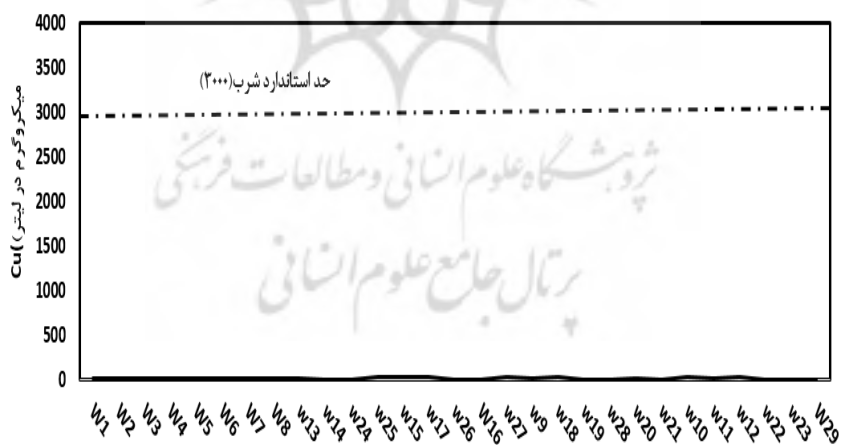 4000
3500
حد استاندارد شرب(۳۰۰۰)
3000
2500
2000
1500
1000
500
0
میکروگرم در لیتر))Cu
پژوهشگاه علوم انسانی و مطالعات فرهنگی
پرتال جامع علوم انسانی
W1 W2 W3 W4 W5 W6 W7 W8 w13 w14 w24 w25 w15 w17 w26 W16 w27 w9 w18 w19 w28 w20 w21 w10 w11 w12 w22 w23 W29